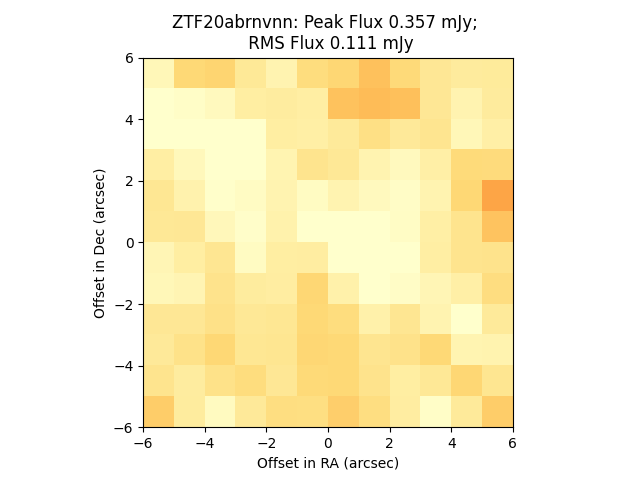 ZTF20abrnvnn: Peak Flux 0.357 mJy;
RMS Flux 0.111 mJy
6
4
2
0
−2
−4
−6
Offset in Dec (arcsec)
−6 −4 −2 0 2 4 6
Offset in RA (arcsec)